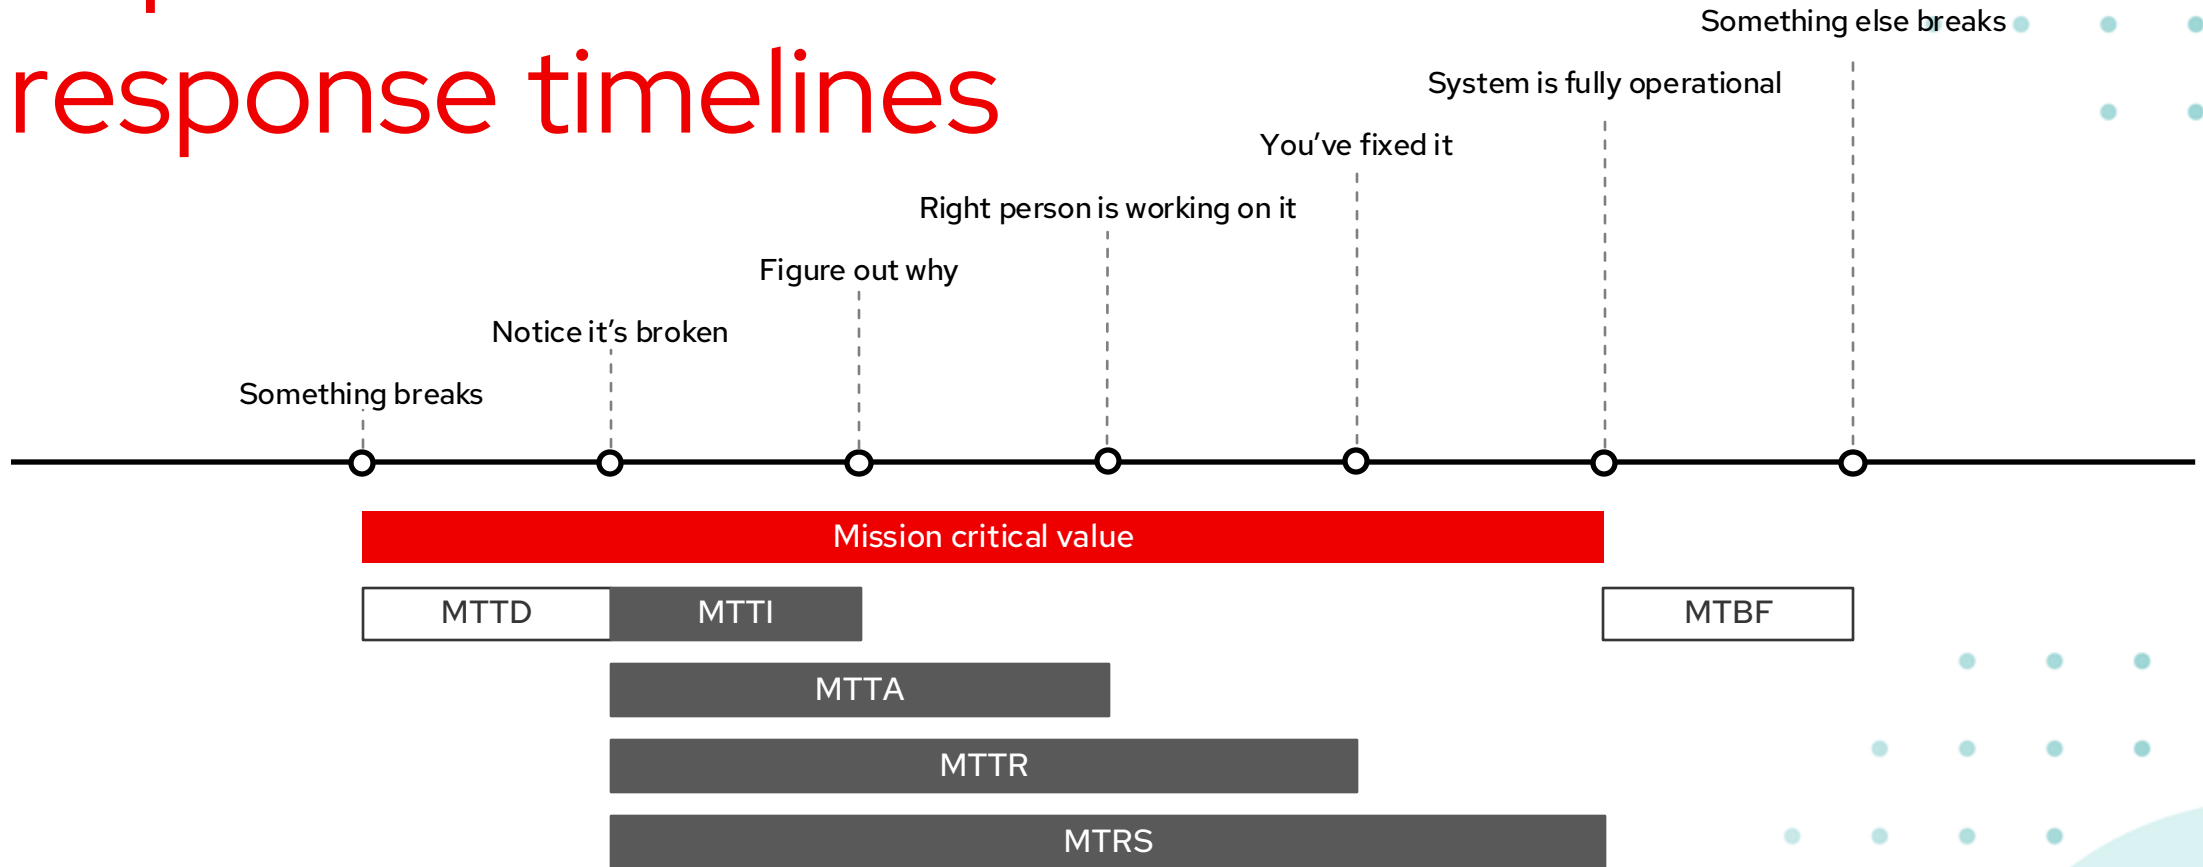 response timelines
Something else breaks
System is fully operational
You've fixed it
Right person is working on it
Figure out why
Notice it's broken
Something breaks
Mission critical value
MTTD
MTTI
MTBF
MTTA
MTTR
MTRS